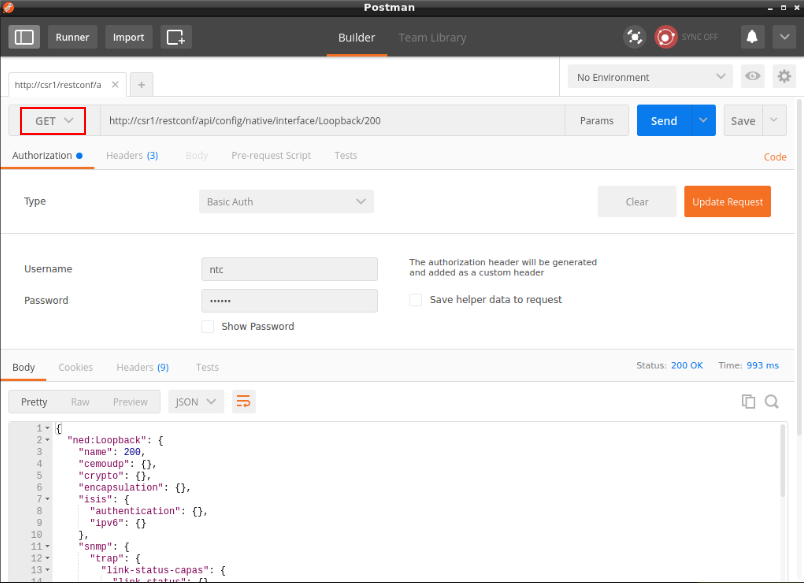 Postman
Runner Import SYNC OFF
Builder Team Library
http://csr1/restconf/a × + No Environment
GET http://csr1/restconf/api/config/native/interface/Loopback/200 Params Send Save
Authorization Headers (3) Body Pre-request Script Tests Code
Type Basic Auth Clear Update Request
Username ntc The authorization header will be generated
and added as a custom header
Password •••••• Save helper data to request
Show Password
Body Cookies Headers (9) Tests Status: 200 OK Time: 993 ms
Pretty Raw Preview JSON
1 {
2 "ned:Loopback": {
3 "name": 200,
4 "cemoudp": {},
5 "crypto": {},
6 "encapsulation": {},
7 "isis": {
8 "authentication": {},
9 "ipv6": {}
10 },
11 "snmp": {
12 "trap": {
13 "link-status-capas": {
14 "link-status": {}